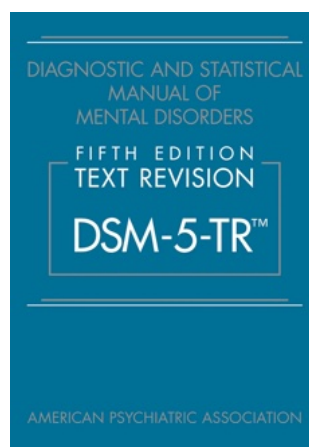 DIAGNOSTIC AND STATISTICAL
MANUAL OF
MENTAL DISORDERS
FIFTH EDITION
TEXT REVISION
DSM-5-TR™
AMERICAN PSYCHIATRIC ASSOCIATION